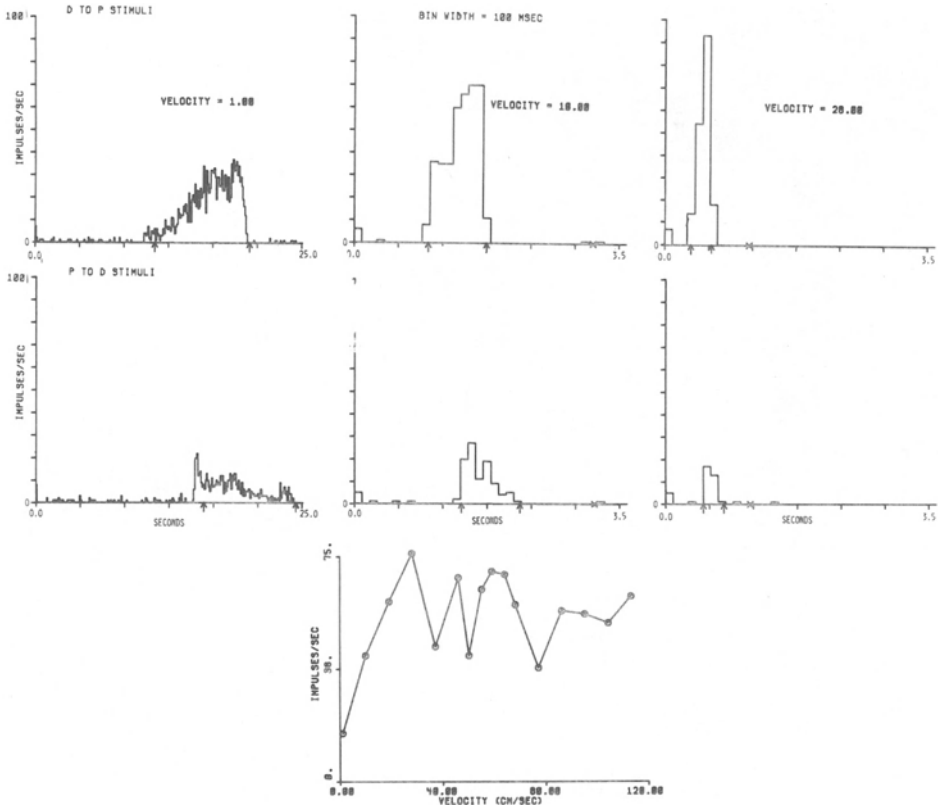 D TO P STIMULI
BIN WIDTH = 100 MSEC
100
IMPULSES/SEC
VELOCITY = 1.00
VELOCITY = 10.00
VELOCITY = 20.00
0
0.0
25.0
0.0
3.5
0.0
3.5
P TO D STIMULI
100
IMPULSES/SEC
0
0.0
SECONDS
25.0
0.0
SECONDS
3.5
0.0
SECONDS
3.5
75.
IMPULSES/SEC
38.
0.
0.00
40.00
80.00
120.00
VELOCITY (CM/SEC)